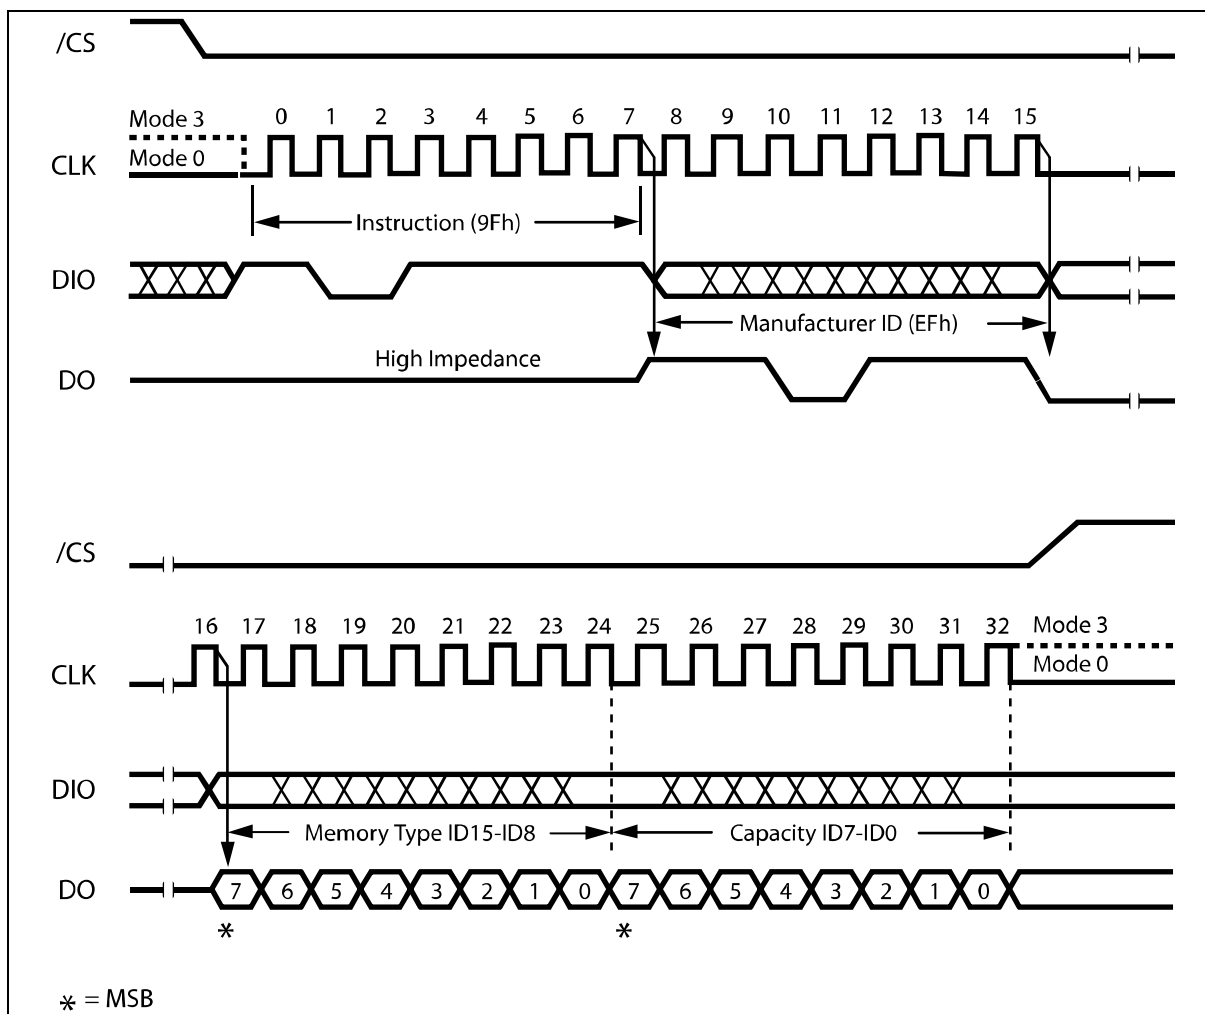 /CS
Mode 3
0 1 2 3 4 5 6 7 8 9 10 11 12 13 14 15
CLK
Mode 0
Instruction (9Fh)
DIO
Manufacturer ID (EFh)
High Impedance
DO
/CS
16 17 18 19 20 21 22 23 24 25 26 27 28 29 30 31 32
Mode 3
CLK
Mode 0
DIO
Memory Type ID15-ID8
Capacity ID7-ID0
DO
7 6 5 4 3 2 1 0 7 6 5 4 3 2 1 0
* *
* = MSB